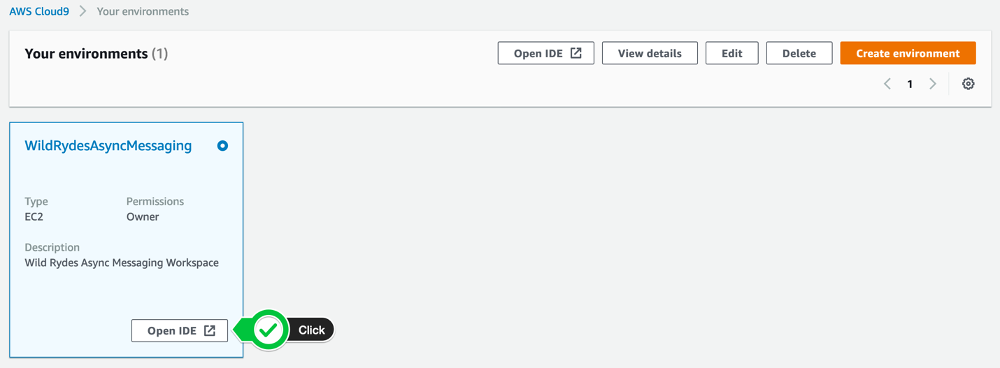 AWS Cloud9 > Your environments
Your environments (1)
Open IDE View details Edit Delete Create environment
< 1 >
WildRydesAsyncMessaging
Type Permissions
EC2 Owner
Description
Wild Rydes Async Messaging Workspace
Open IDE Click